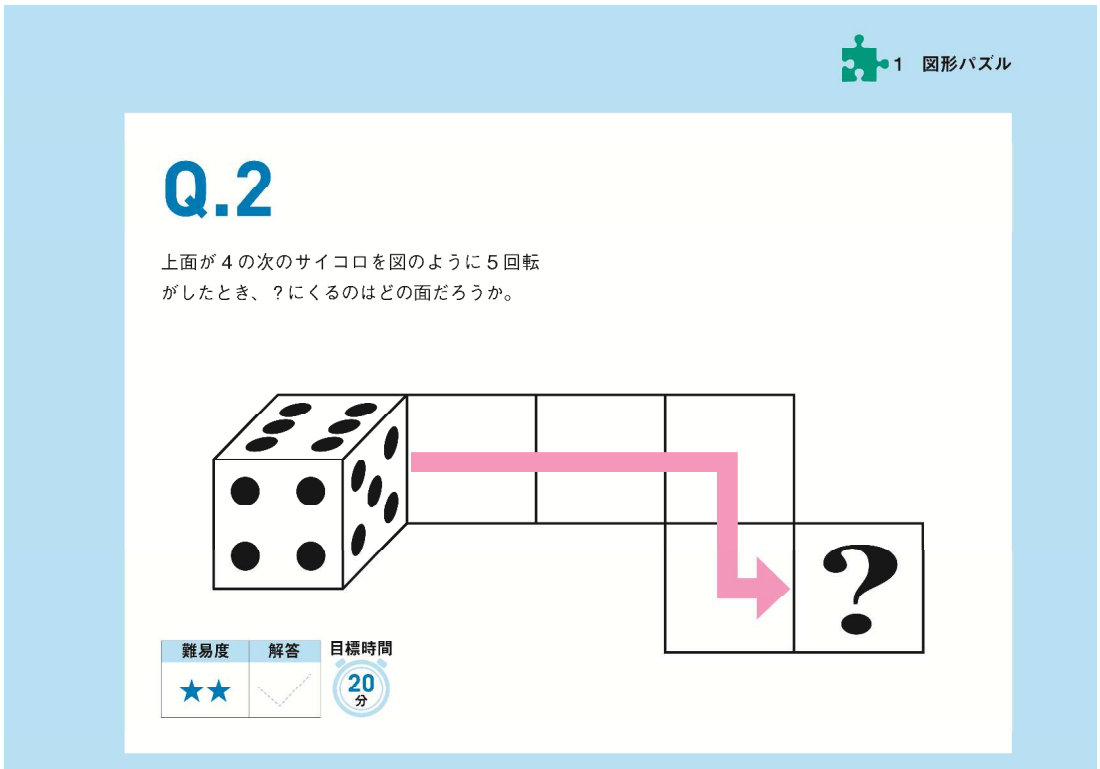 1 図形パズル
Q.2
上面が4の次のサイコロを図のように5回転
がしたとき、?にくるのはどの面だろうか。
?
難易度 解答 目標時間
★★ 20
分